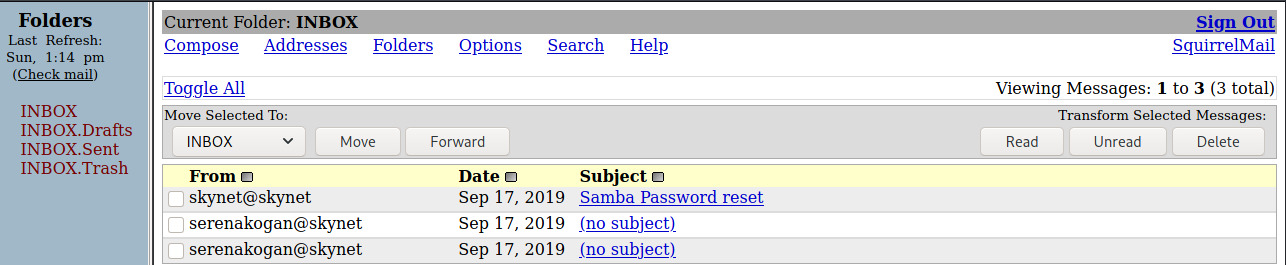 Folders
Last Refresh:
Sun, 1:14 pm
(Check mail)
INBOX
INBOX.Drafts
INBOX.Sent
INBOX.Trash
Current Folder: INBOX Sign Out
Compose Addresses Folders Options Search Help SquirrelMail
Toggle All Viewing Messages: 1 to 3 (3 total)
Move Selected To: Transform Selected Messages:
INBOX Move Forward Read Unread Delete
From Date Subject
skynet@skynet Sep 17, 2019 Samba Password reset
serenakogan@skynet Sep 17, 2019 (no subject)
serenakogan@skynet Sep 17, 2019 (no subject)